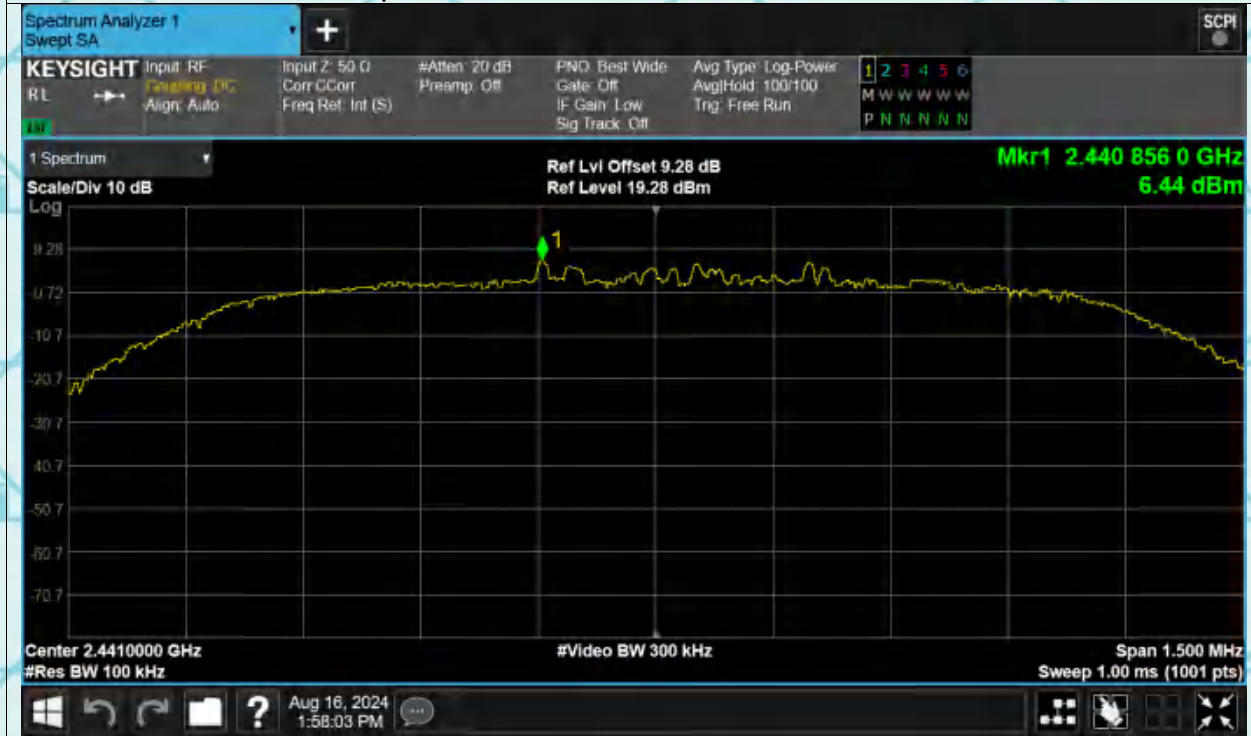 Spectrum Analyzer 1
Swept SA
SCPI
KEYSIGHT
RL
Input: RF
Coupling: DC
Align: Auto
Input Z: 50 Ω
Corr CCorr
Freq Ref: Int (S)
#Atten: 20 dB
Preamp: Off
PNO: Best Wide
Gate: Off
IF Gain: Low
Sig Track: Off
Avg Type: Log-Power
Avg|Hold: 100/100
Trig: Free Run
1 2 3 4 5 6
M W W W W W
P N N N N N
1 Spectrum
Scale/Div 10 dB
Log
Ref Lvl Offset 9.28 dB
Ref Level 19.28 dBm
Mkr1 2.440 856 0 GHz
6.44 dBm
1
9.28
-0.72
-10.7
-20.7
-30.7
-40.7
-50.7
-60.7
-70.7
Center 2.4410000 GHz
#Res BW 100 kHz
#Video BW 300 kHz
Span 1.500 MHz
Sweep 1.00 ms (1001 pts)
?
Aug 16, 2024
1:58:03 PM